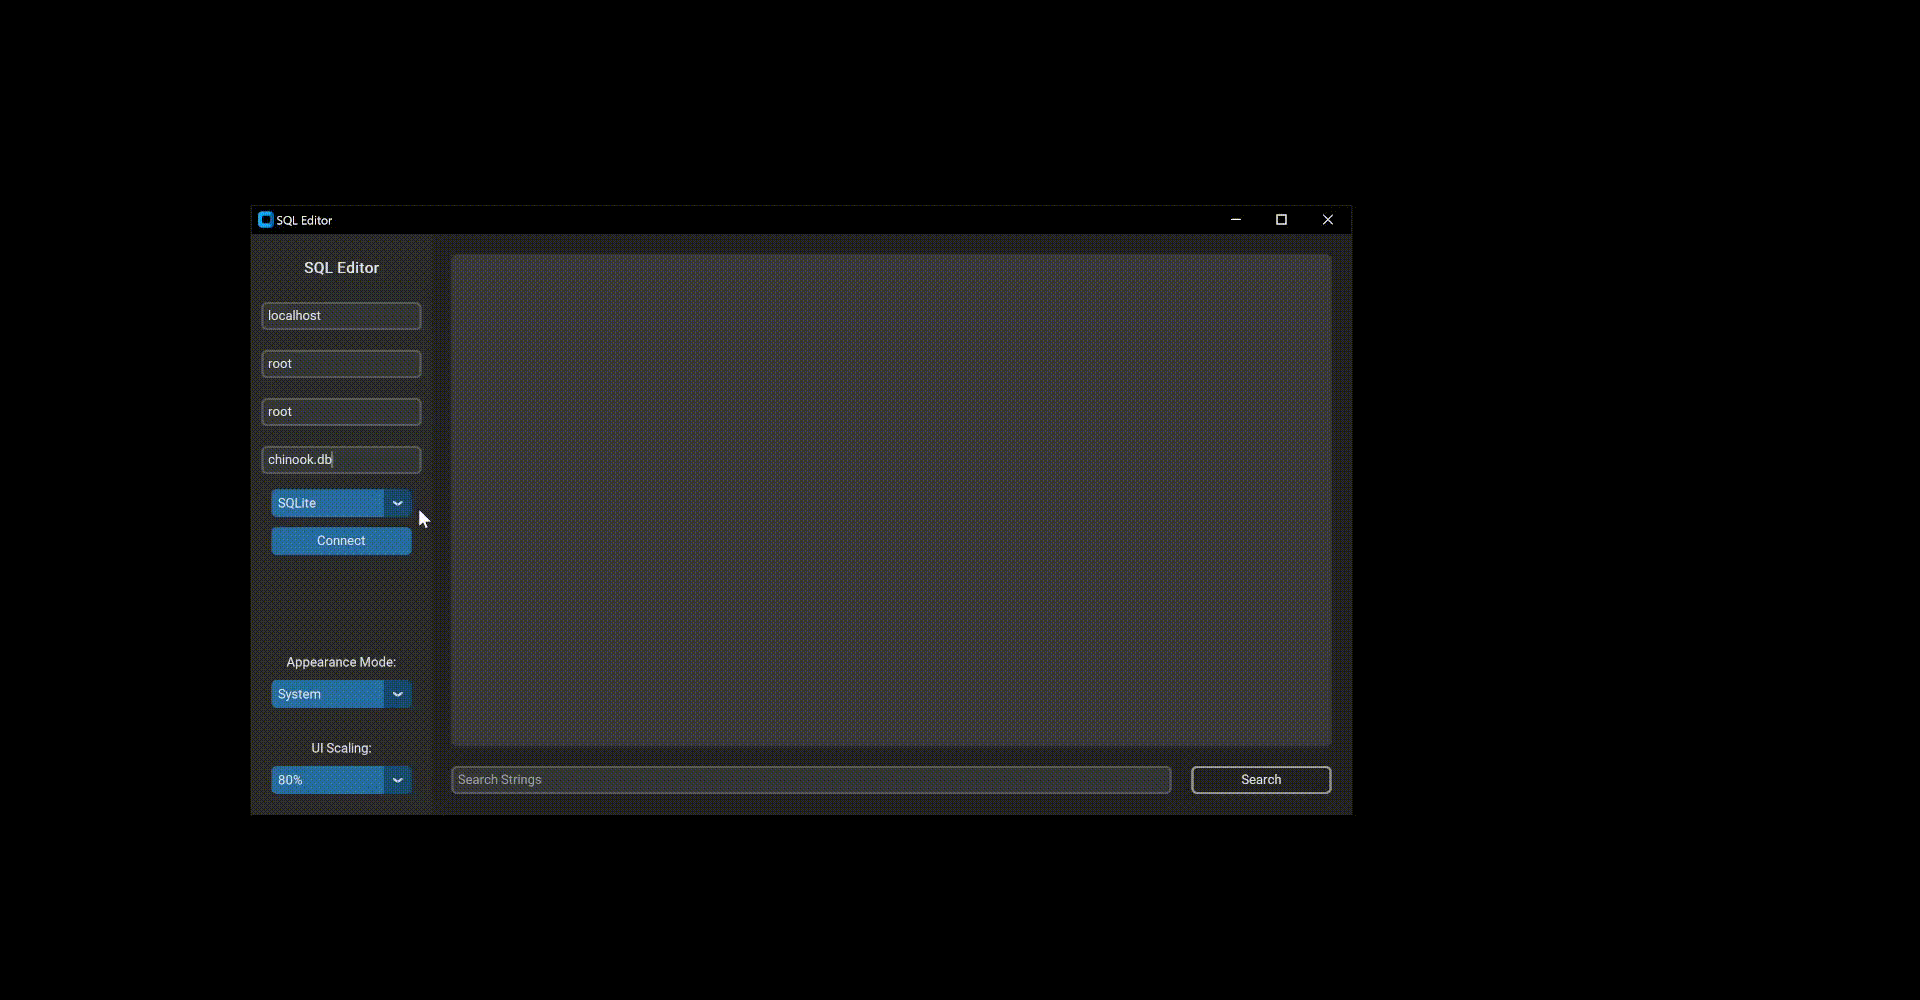 SQL Editor
SQL Editor
localhost
root
root
chinook.db
SQLite
Connect
Appearance Mode:
System
UI Scaling:
80%
Search Strings
Search